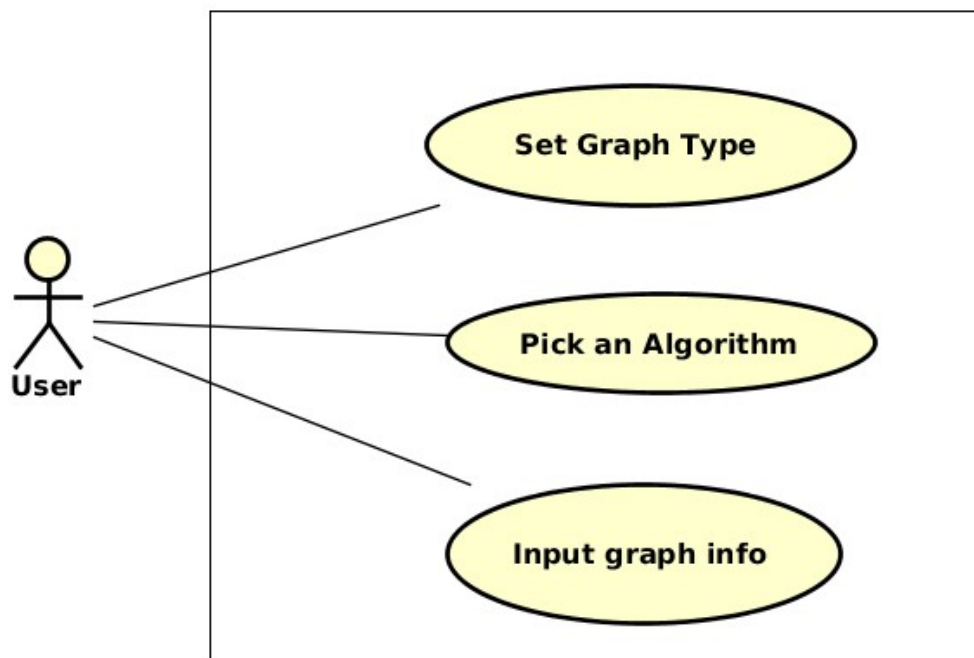 Set Graph Type
Pick an Algorithm
User
Input graph info